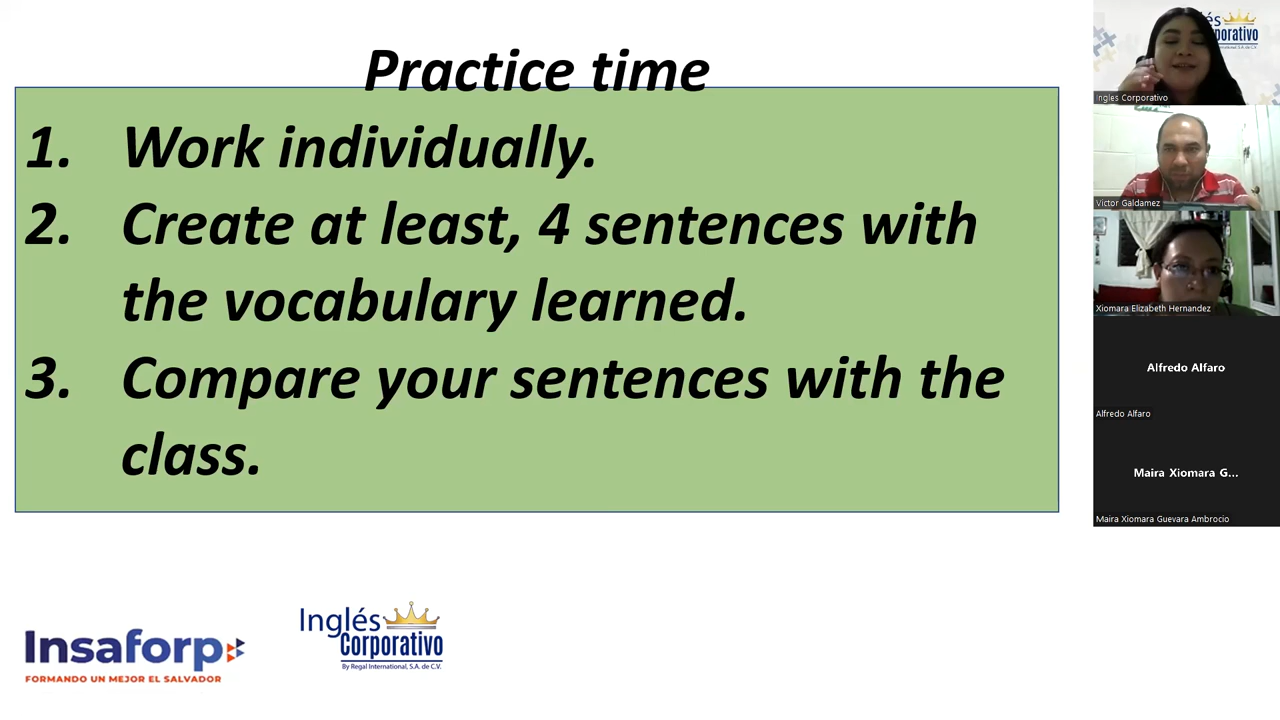 Practice time
1. Work individually.
2. Create at least, 4 sentences with
the vocabulary learned.
3. Compare your sentences with the
class.
Insaforp
FORMANDO UN MEJOR EL SALVADOR
Inglés
Corporativo
By Regal International, S.A. de C.V.
Ingles Corporativo
Victor Galdamez
Xiomara Elizabeth Hernandez
Alfredo Alfaro
Alfredo Alfaro
Maira Xiomara G...
Maira Xiomara Guevara Ambrocio